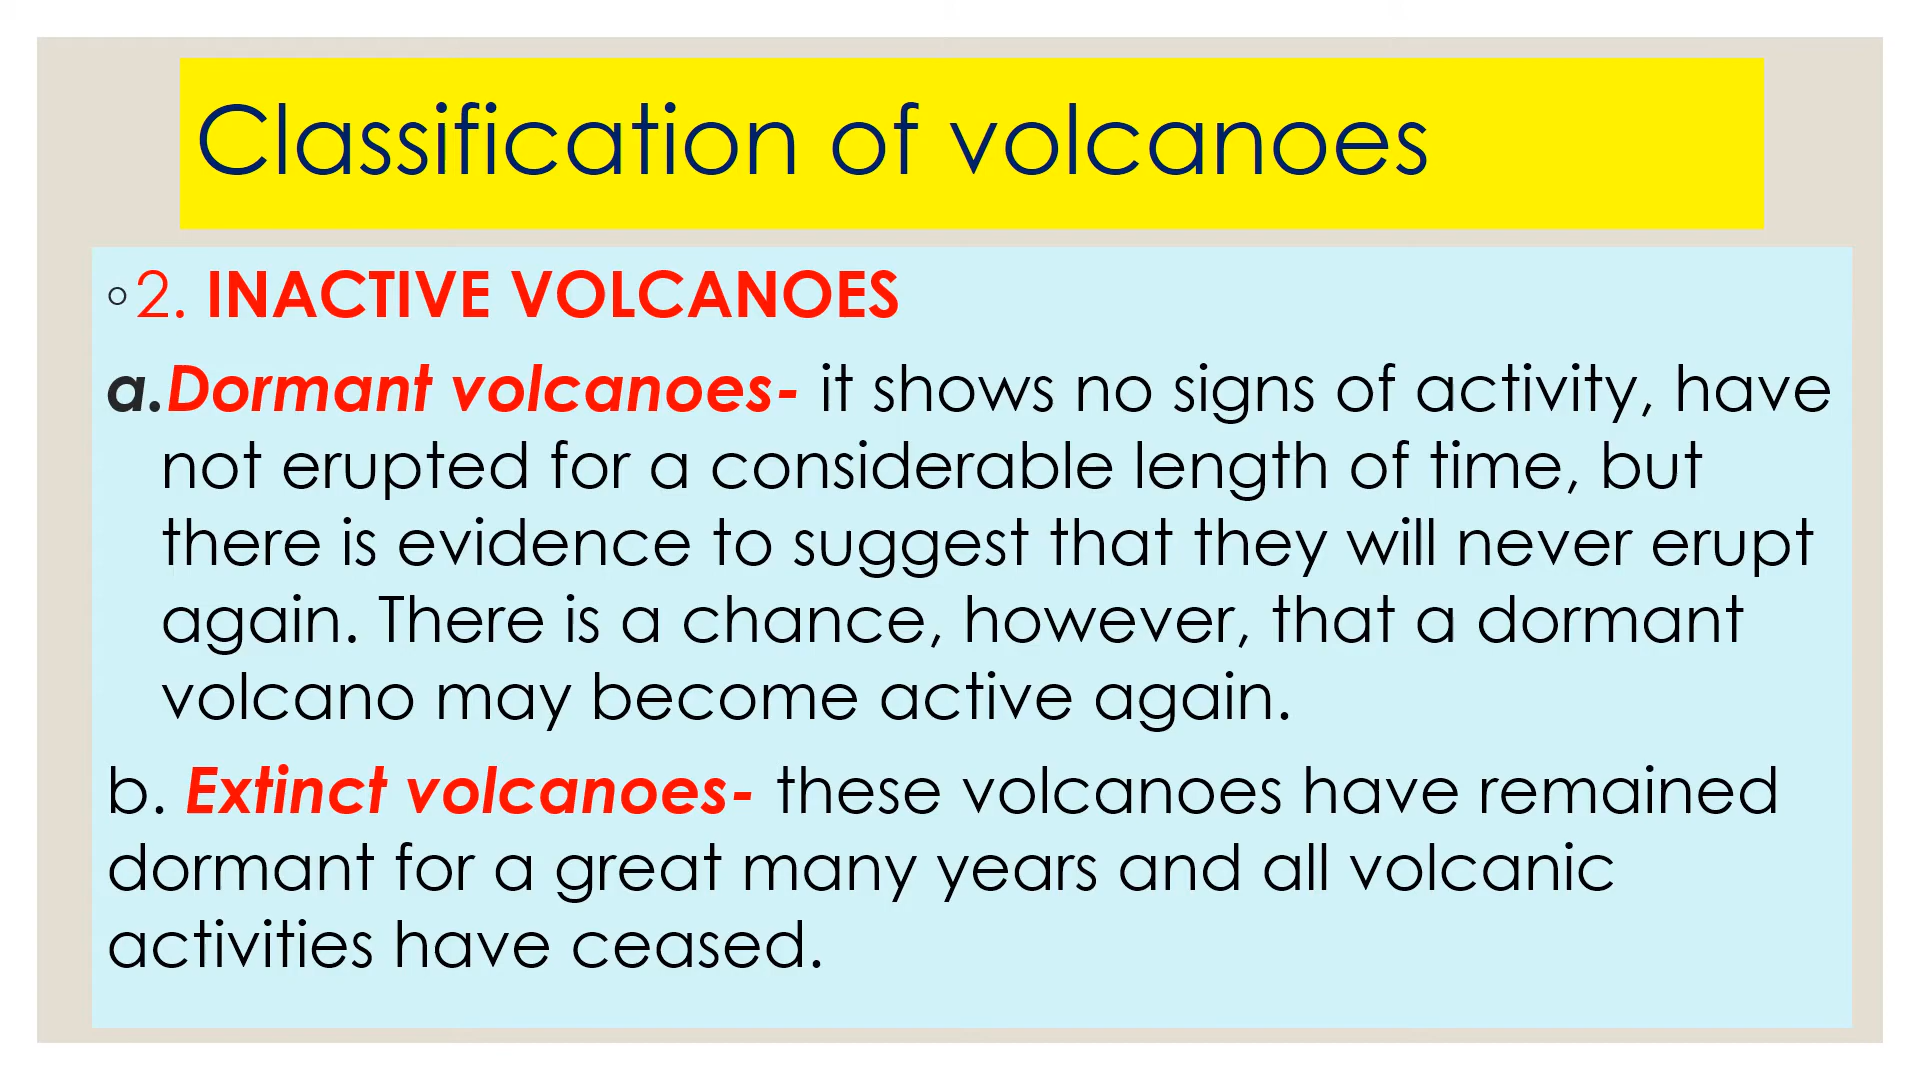 Classification of volcanoes
◦2. INACTIVE VOLCANOES
a.Dormant volcanoes- it shows no signs of activity, have
not erupted for a considerable length of time, but
there is evidence to suggest that they will never erupt
again. There is a chance, however, that a dormant
volcano may become active again.
b. Extinct volcanoes- these volcanoes have remained
dormant for a great many years and all volcanic
activities have ceased.